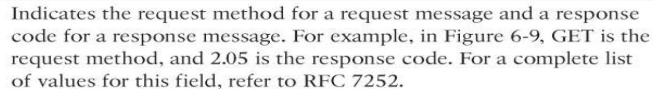 Indicates the request method for a request message and a response
code for a response message. For example, in Figure 6-9, GET is the
request method, and 2.05 is the response code. For a complete list
of values for this field, refer to RFC 7252.